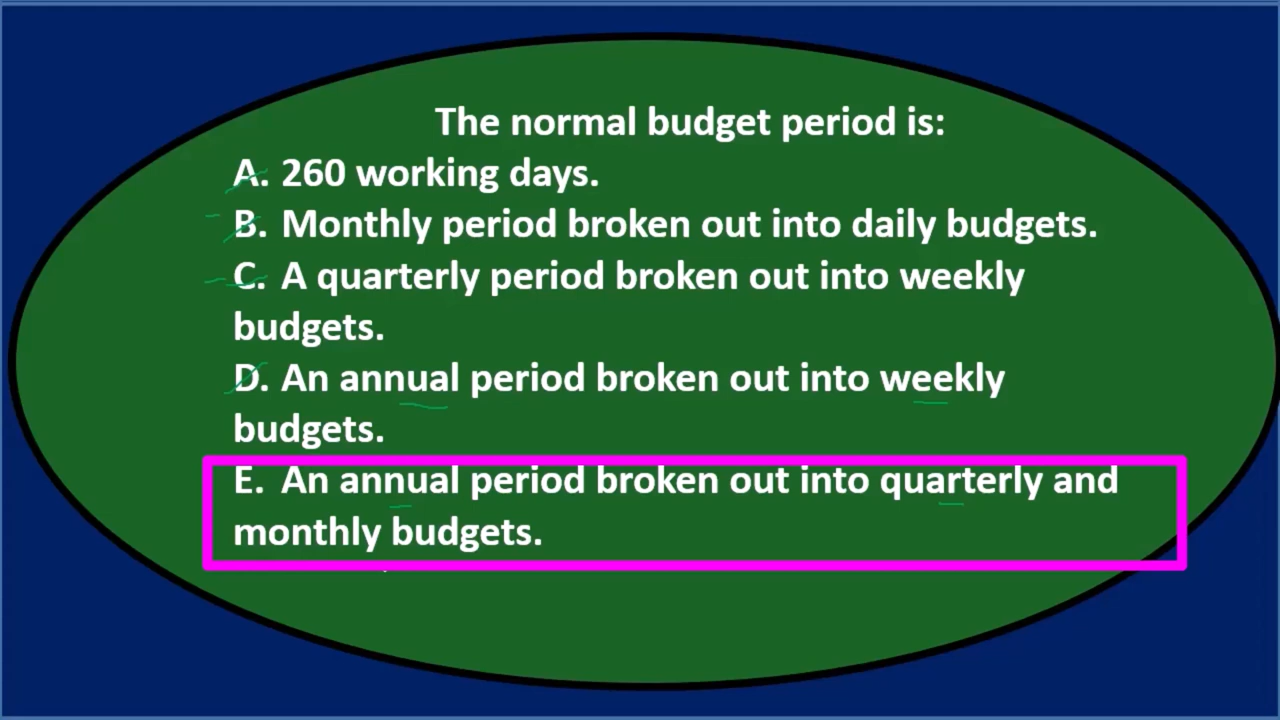 The normal budget period is:
A. 260 working days.
B. Monthly period broken out into daily budgets.
C. A quarterly period broken out into weekly
budgets.
D. An annual period broken out into weekly
budgets.
E. An annual period broken out into quarterly and
monthly budgets.